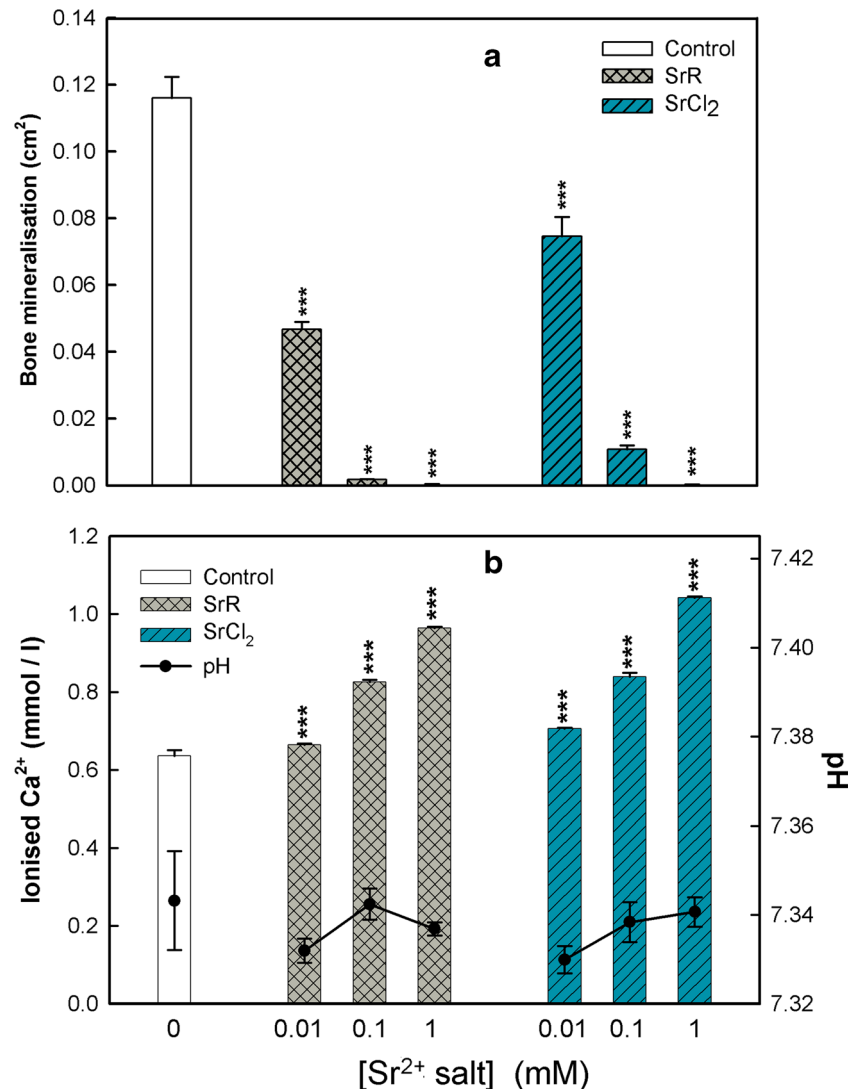 a
Control
SrR
SrCl2
Bone mineralisation (cm²)
0.14
0.12
0.10
0.08
0.06
0.04
0.02
0.00
***
***
***
***
***
***
b
Control
SrR
SrCl2
pH
Ionised Ca²⁺ (mmol / l)
1.2
1.0
0.8
0.6
0.4
0.2
0.0
***
***
***
***
***
***
7.42
7.40
7.38
7.36
7.34
7.32
pH
0 0.01 0.1 1 0.01 0.1 1
[Sr²⁺ salt] (mM)